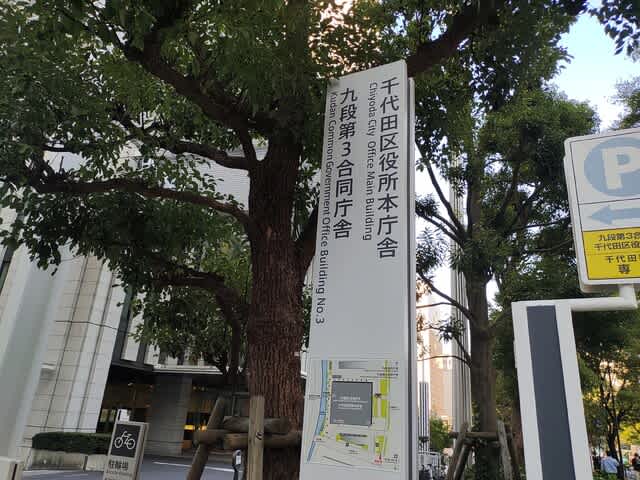 千代田区役所本庁舎
Chiyoda City Office Main Building
九段第3合同庁舎
Kudan Common Government Office Building No.3
P
九段第3合
千代田区役
千代田
専
駐輪場